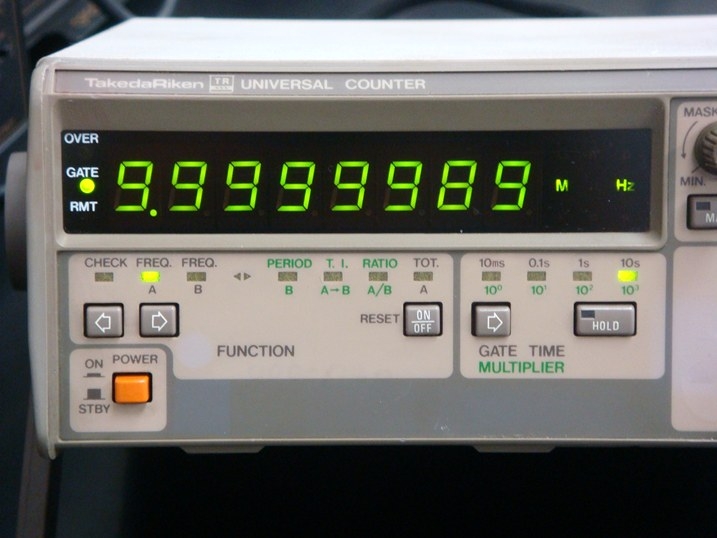 TakedaRiken TR UNIVERSAL COUNTER
MASK
OVER
GATE
RMT
9.9999989 M Hz
MIN.
M
CHECK FREQ. FREQ. PERIOD T. I. RATIO TOT.
A B B A→B A/B A
10ms 0.1s 1s 10s
10⁰ 10¹ 10² 10³
RESET ON/OFF
HOLD
FUNCTION
GATE TIME
MULTIPLIER
ON POWER
STBY